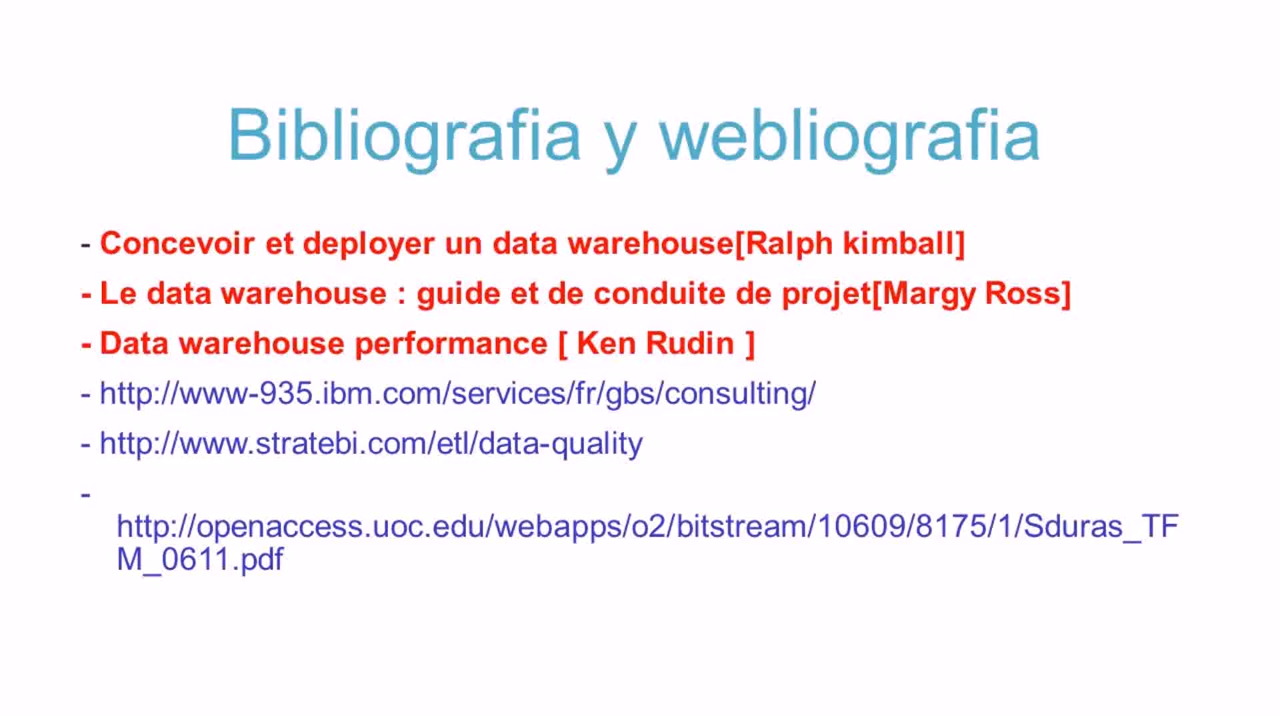 Bibliografia y webliografia
- Concevoir et deployer un data warehouse[Ralph kimball]
- Le data warehouse : guide et de conduite de projet[Margy Ross]
- Data warehouse performance [ Ken Rudin ]
- http://www-935.ibm.com/services/fr/gbs/consulting/
- http://www.stratebi.com/etl/data-quality
-
http://openaccess.uoc.edu/webapps/o2/bitstream/10609/8175/1/Sduras_TF
M_0611.pdf